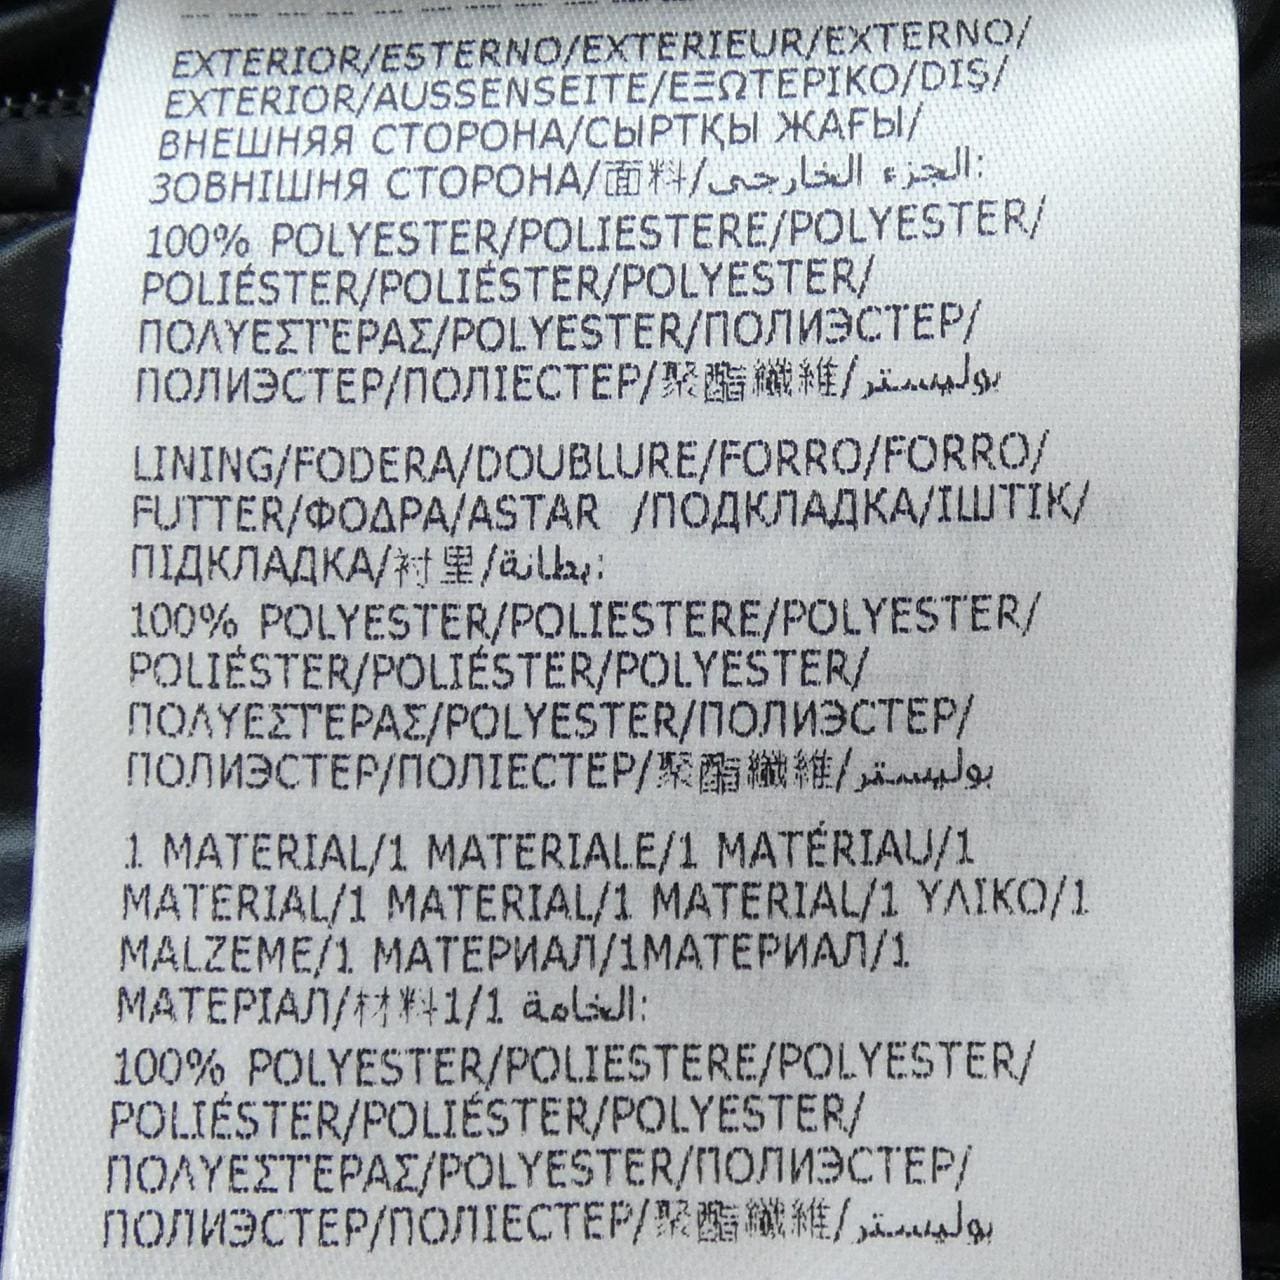 EXTERIOR/ESTERNO/EXTERIEUR/EXTERNO/
EXTERIOR/AUSSENSEITE/ΕΞΩΤΕΡΙΚΟ/DIŞ/
ВНЕШНЯЯ СТОРОНА/СЫРТҚЫ ЖАҒЫ/
ЗОВНІШНЯ СТОРОНА/面料/الجزء الخارجى:
100% POLYESTER/POLIESTERE/POLYESTER/
POLIÉSTER/POLIÉSTER/POLYESTER/
ΠΟΛΥΕΣΤΕΡΑΣ/POLYESTER/ПОЛИЭСТЕР/
ПОЛИЭСТЕР/ПОЛІЕСТЕР/聚酯纖維/بوليستر
LINING/FODERA/DOUBLURE/FORRO/FORRO/
FUTTER/ΦΟΔΡΑ/ASTAR /ПОДКЛАДКА/ІШТІК/
ПІДКЛАДКА/衬里/بطانة:
100% POLYESTER/POLIESTERE/POLYESTER/
POLIÉSTER/POLIÉSTER/POLYESTER/
ΠΟΛΥΕΣΤΕΡΑΣ/POLYESTER/ПОЛИЭСТЕР/
ПОЛИЭСТЕР/ПОЛІЕСТЕР/聚酯纖維/بوليستر
1 MATERIAL/1 MATERIALE/1 MATÉRIAU/1
MATERIAL/1 MATERIAL/1 MATERIAL/1 ΥΛΙΚΟ/1
MALZEME/1 МАТЕРИАЛ/1МАТЕРИАЛ/1
МАТЕРІАЛ/材料1/1 الخامة:
100% POLYESTER/POLIESTERE/POLYESTER/
POLIÉSTER/POLIÉSTER/POLYESTER/
ΠΟΛΥΕΣΤΕΡΑΣ/POLYESTER/ПОЛИЭСТЕР/
ПОЛИЭСТЕР/ПОЛІЕСТЕР/聚酯纖維/بوليستر